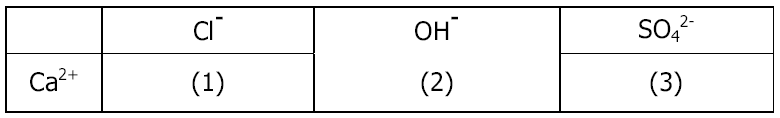 Cl⁻ OH⁻ SO₄²⁻
Ca²⁺ (1) (2) (3)